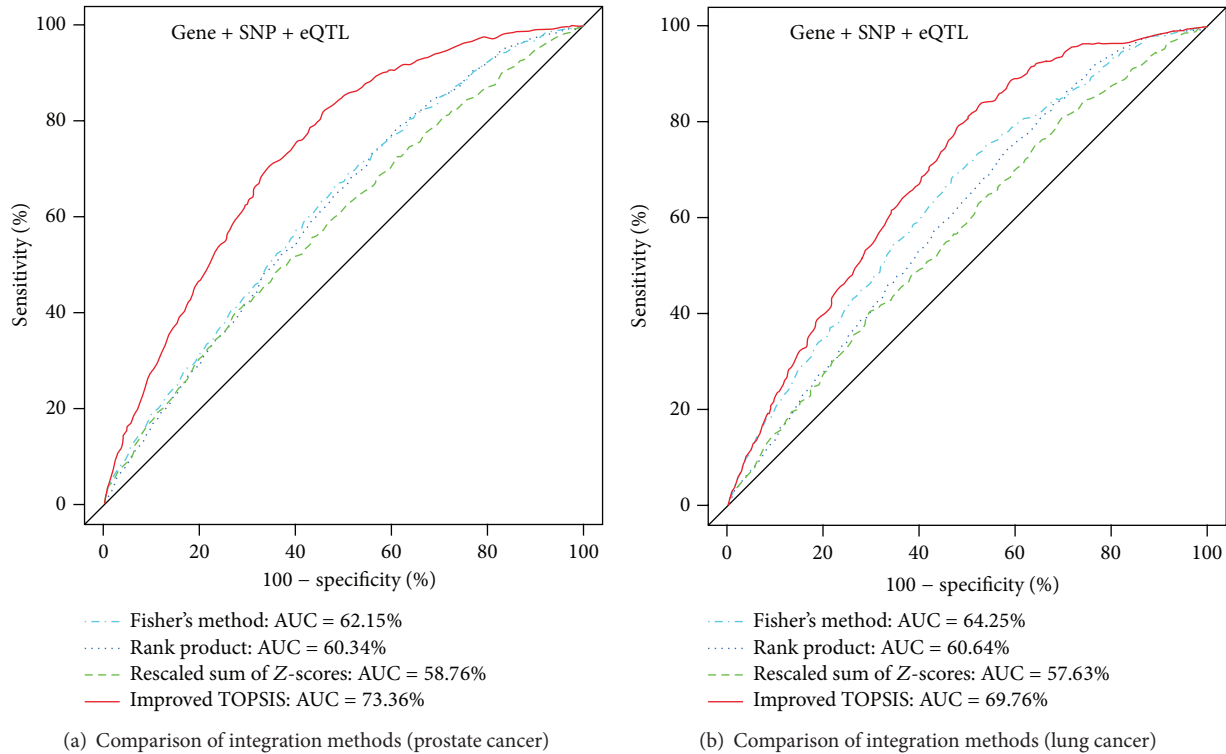 Gene + SNP + eQTL
100
80
60
40
20
0
Sensitivity (%)
0 20 40 60 80 100
100 − specificity (%)
Fisher's method: AUC = 62.15%
Rank product: AUC = 60.34%
Rescaled sum of Z-scores: AUC = 58.76%
Improved TOPSIS: AUC = 73.36%
(a) Comparison of integration methods (prostate cancer)
Gene + SNP + eQTL
100
80
60
40
20
0
Sensitivity (%)
0 20 40 60 80 100
100 − specificity (%)
Fisher's method: AUC = 64.25%
Rank product: AUC = 60.64%
Rescaled sum of Z-scores: AUC = 57.63%
Improved TOPSIS: AUC = 69.76%
(b) Comparison of integration methods (lung cancer)